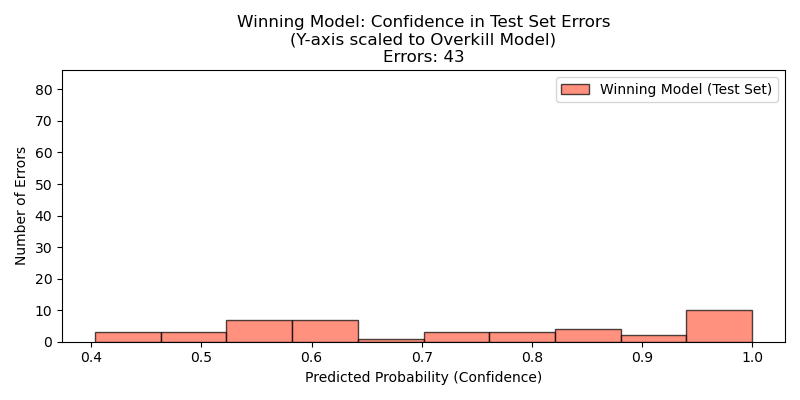 Winning Model: Confidence in Test Set Errors
(Y-axis scaled to Overkill Model)
Errors: 43
Winning Model (Test Set)
Number of Errors
80
70
60
50
40
30
20
10
0
0.4 0.5 0.6 0.7 0.8 0.9 1.0
Predicted Probability (Confidence)